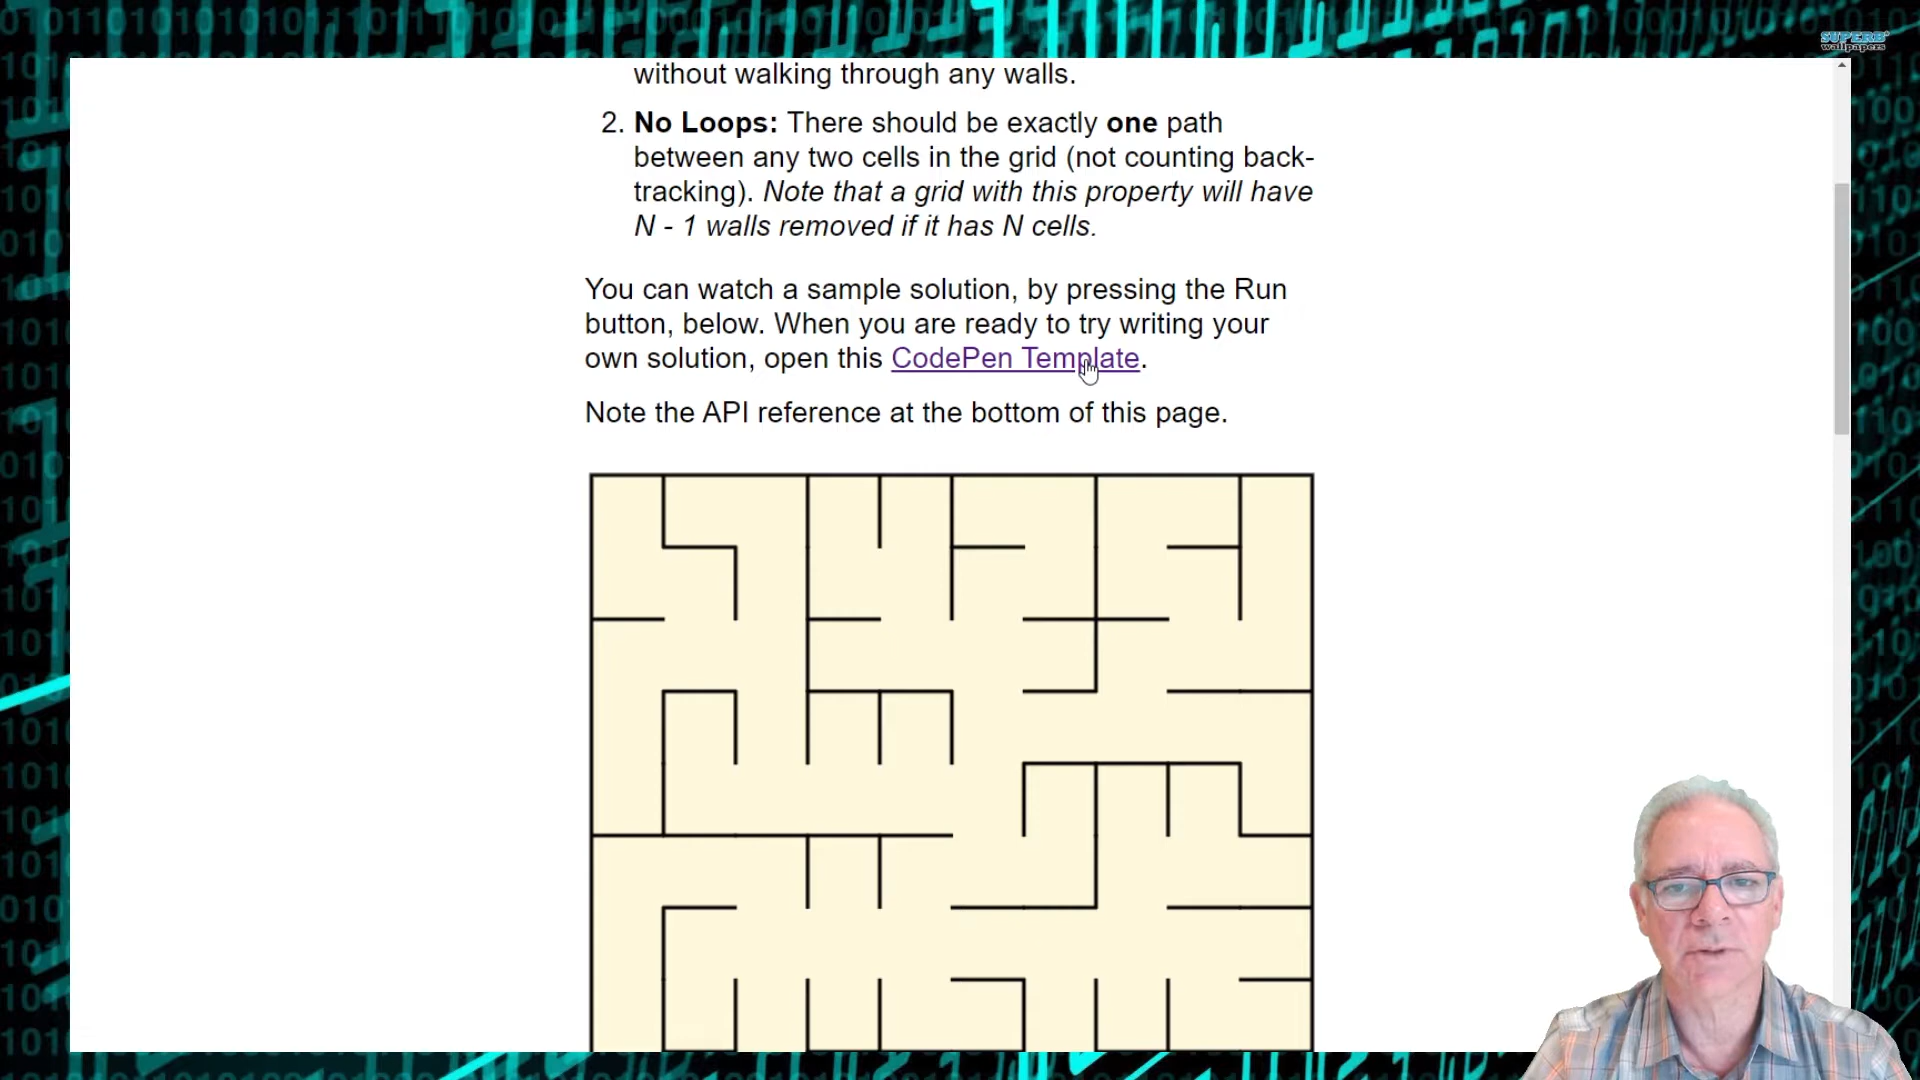 SUPERB
wallpapers
without walking through any walls.
2. No Loops: There should be exactly one path
between any two cells in the grid (not counting back-
tracking). Note that a grid with this property will have
N - 1 walls removed if it has N cells.
You can watch a sample solution, by pressing the Run
button, below. When you are ready to try writing your
own solution, open this CodePen Template.
Note the API reference at the bottom of this page.